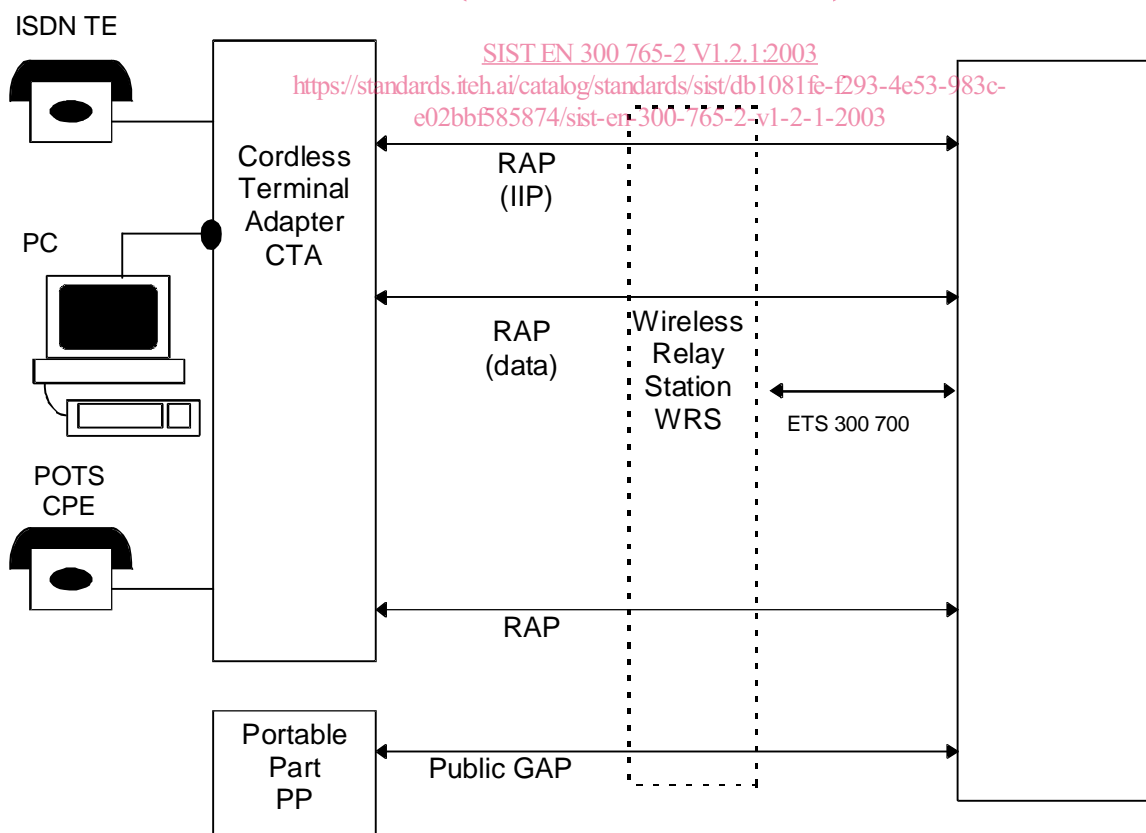 ISDN TE
SIST EN 300 765-2 V1.2.1:2003
https://standards.iteh.ai/catalog/standards/sist/db1081fe-f293-4e53-983c-
e02bbf585874/sist-en-300-765-2-v1-2-1-2003
Cordless
Terminal
Adapter
CTA
RAP
(IIP)
PC
RAP
(data)
Wireless
Relay
Station
WRS
ETS 300 700
POTS
CPE
RAP
Portable
Part
PP
Public GAP